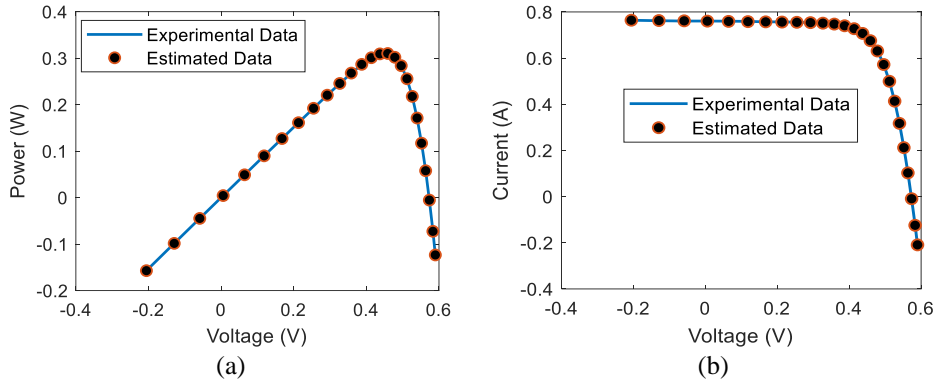 0.4
0.3
0.2
0.1
0
-0.1
-0.2
-0.4
-0.2
0
0.2
0.4
0.6
Power (W)
Voltage (V)
Experimental Data
Estimated Data
(a)
0.8
0.6
0.4
0.2
0
-0.2
-0.4
-0.4
-0.2
0
0.2
0.4
0.6
Current (A)
Voltage (V)
Experimental Data
Estimated Data
(b)